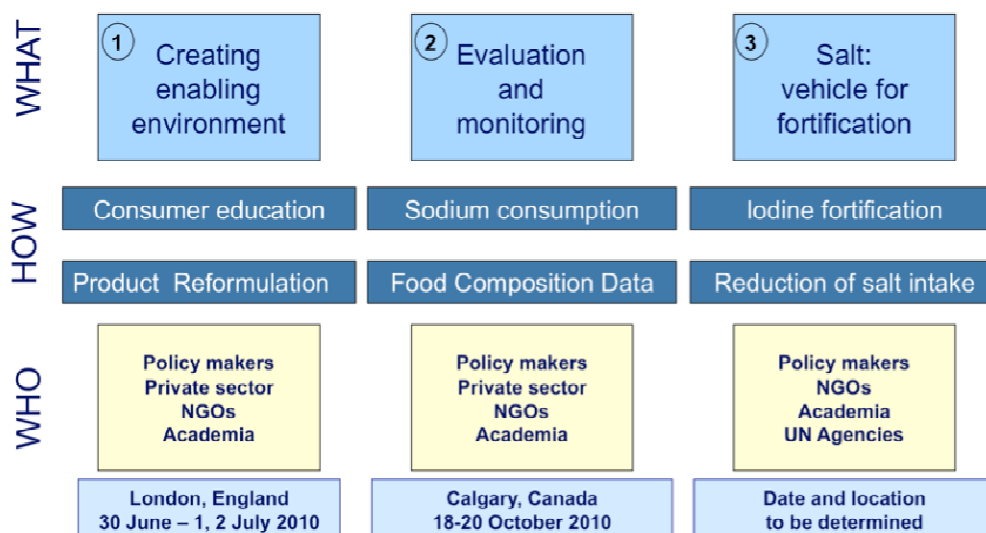 WHAT
1
Creating
enabling
environment
2
Evaluation
and
monitoring
3
Salt:
vehicle for
fortification
HOW
Consumer education
Sodium consumption
Iodine fortification
Product Reformulation
Food Composition Data
Reduction of salt intake
WHO
Policy makers
Private sector
NGOs
Academia
Policy makers
Private sector
NGOs
Academia
Policy makers
NGOs
Academia
UN Agencies
London, England
30 June – 1, 2 July 2010
Calgary, Canada
18-20 October 2010
Date and location
to be determined